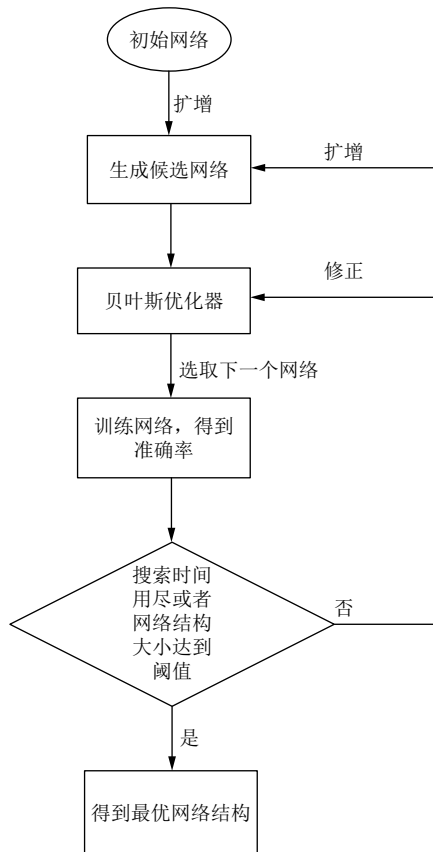 初始网络
扩增
生成候选网络
扩增
贝叶斯优化器
修正
选取下一个网络
训练网络，得到
准确率
搜索时间
用尽或者
网络结构
大小达到
阈值
否
是
得到最优网络结构